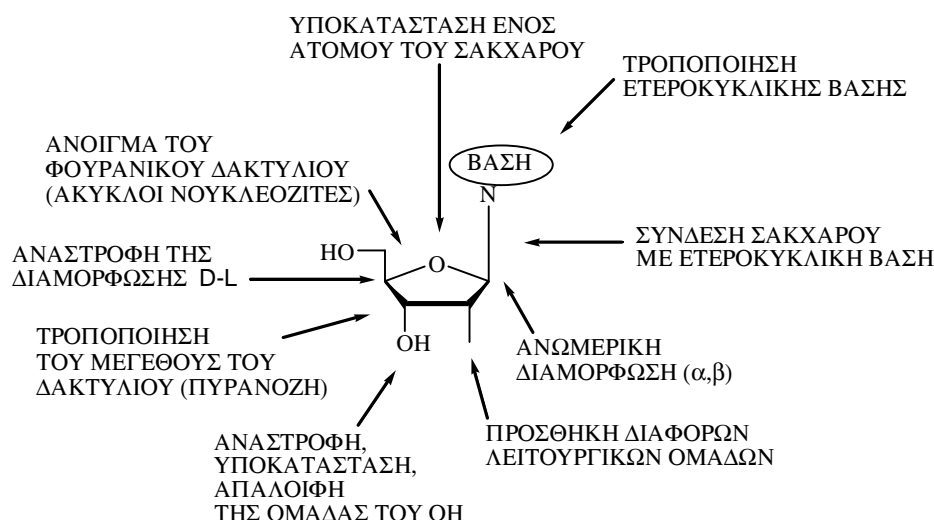 ΥΠΟΚΑΤΑΣΤΑΣΗ ΕΝΟΣ
ΑΤΟΜΟΥ ΤΟΥ ΣΑΚΧΑΡΟΥ
ΤΡΟΠΟΠΟΙΗΣΗ
ΕΤΕΡΟΚΥΚΛΙΚΗΣ ΒΑΣΗΣ
ΑΝΟΙΓΜΑ ΤΟΥ
ΦΟΥΡΑΝΙΚΟΥ ΔΑΚΤΥΛΙΟΥ
(ΑΚΥΚΛΟΙ ΝΟΥΚΛΕΟΖΙΤΕΣ)
ΒΑΣΗ
N
ΣΥΝΔΕΣΗ ΣΑΚΧΑΡΟΥ
ΜΕ ΕΤΕΡΟΚΥΚΛΙΚΗ ΒΑΣΗ
HO
O
ΑΝΑΣΤΡΟΦΗ ΤΗΣ
ΔΙΑΜΟΡΦΩΣΗΣ D-L
ΤΡΟΠΟΠΟΙΗΣΗ
ΤΟΥ ΜΕΓΕΘΟΥΣ ΤΟΥ
ΔΑΚΤΥΛΙΟΥ (ΠΥΡΑΝΟΖΗ)
OH
ΑΝΩΜΕΡΙΚΗ
ΔΙΑΜΟΡΦΩΣΗ (α,β)
ΑΝΑΣΤΡΟΦΗ,
ΥΠΟΚΑΤΑΣΤΑΣΗ,
ΑΠΑΛΟΙΦΗ
ΤΗΣ ΟΜΑΔΑΣ ΤΟΥ ΟΗ
ΠΡΟΣΘΗΚΗ ΔΙΑΦΟΡΩΝ
ΛΕΙΤΟΥΡΓΙΚΩΝ ΟΜΑΔΩΝ